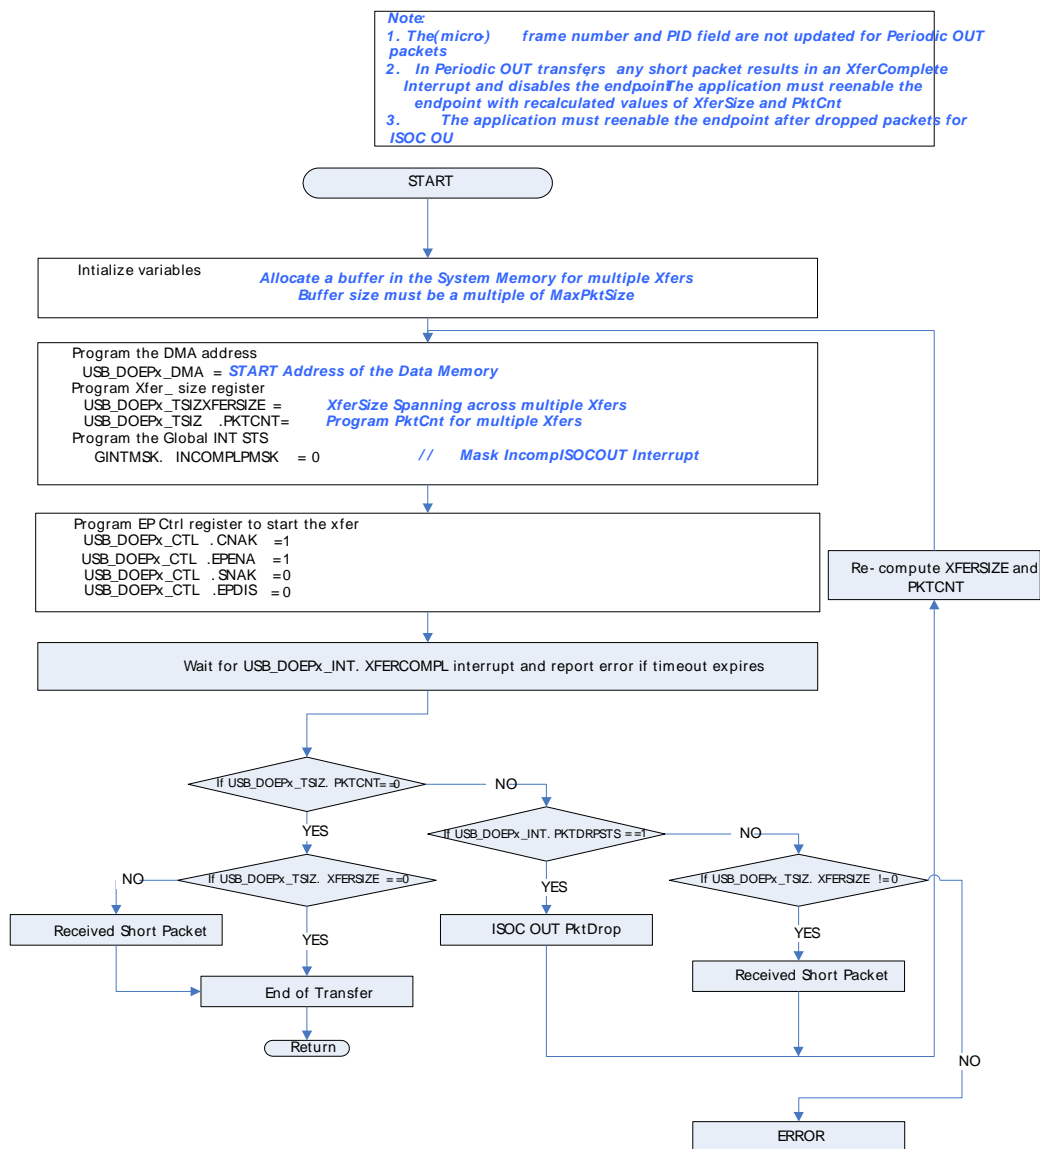 Note:
1. The(micro-) frame number and PID field are not updated for Periodic OUT
packets
2. In Periodic OUT transfers, any short packet results in an XferComplete
Interrupt and disables the endpoint. The application must reenable the
endpoint with recalculated values of XferSize and PktCnt
3. The application must reenable the endpoint after dropped packets for
ISOC OU
START
Intialize variables
Allocate a buffer in the System Memory for multiple Xfers
Buffer size must be a multiple of MaxPktSize
Program the DMA address
USB_DOEPx_DMA = START Address of the Data Memory
Program Xfer_ size register
USB_DOEPx_TSIZXFERSIZE = XferSize Spanning across multiple Xfers
USB_DOEPx_TSIZ .PKTCNT= Program PktCnt for multiple Xfers
Program the Global INT STS
GINTMSK. INCOMPLPMSK = 0 // Mask IncompISOCOUT Interrupt
Program EP Ctrl register to start the xfer
USB_DOEPx_CTL .CNAK =1
USB_DOEPx_CTL .EPENA =1
USB_DOEPx_CTL .SNAK =0
USB_DOEPx_CTL .EPDIS =0
Re- compute XFERSIZE and
PKTCNT
Wait for USB_DOEPx_INT. XFERCOMPL interrupt and report error if timeout expires
If USB_DOEPx_TSIZ. PKTCNT==0
NO
YES
If USB_DOEPx_INT. PKTDRPSTS ==1
NO
NO
If USB_DOEPx_TSIZ. XFERSIZE ==0
YES
If USB_DOEPx_TSIZ. XFERSIZE !=0
Received Short Packet
YES
ISOC OUT PktDrop
YES
Received Short Packet
End of Transfer
Return
NO
ERROR